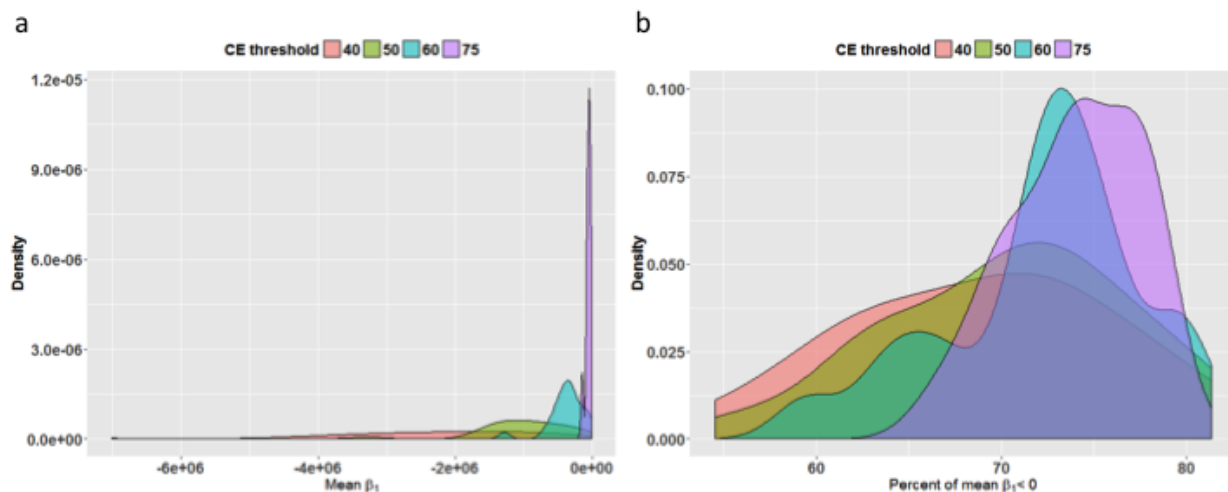 a
CE threshold 40 50 60 75
1.2e-05
9.0e-06
6.0e-06
3.0e-06
0.0e+00
Density
-6e+06 -4e+06 -2e+06 0e+00
Mean β₁
b
CE threshold 40 50 60 75
0.100
0.075
0.050
0.025
0.000
Density
60 70 80
Percent of mean β₁< 0